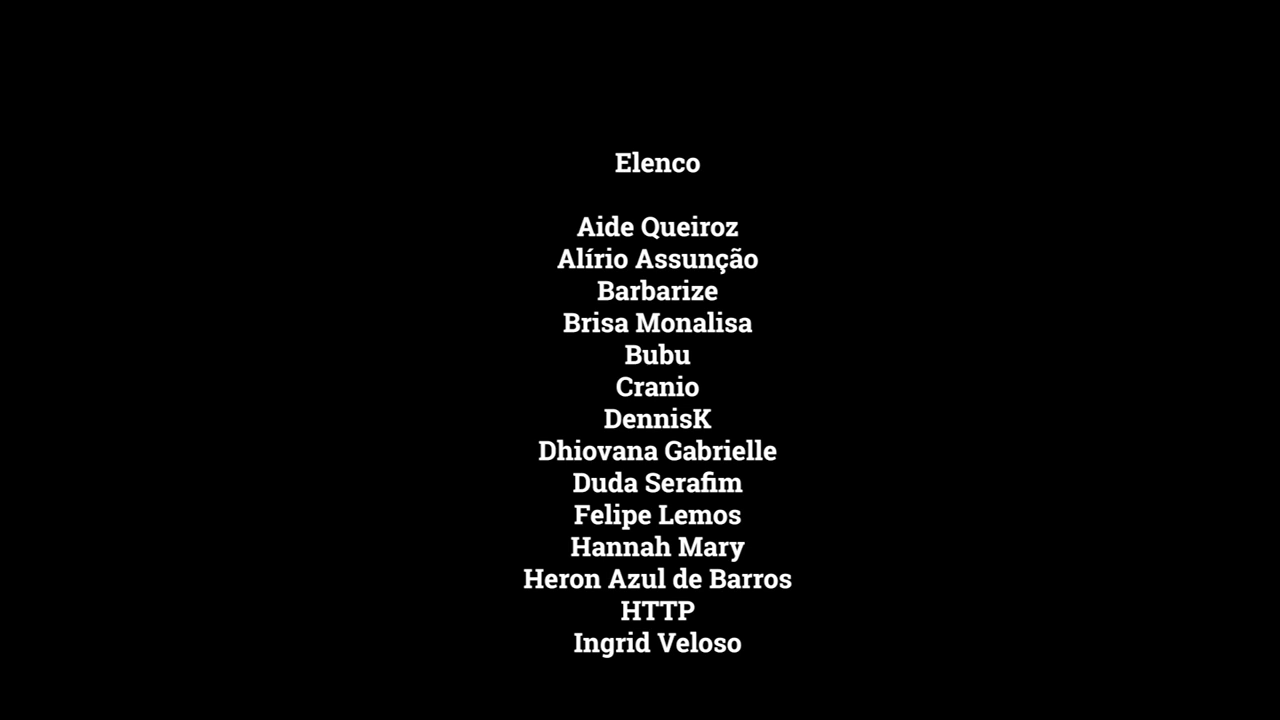 Elenco
Aide Queiroz
Alírio Assunção
Barbarize
Brisa Monalisa
Bubu
Cranio
DennisK
Dhiovana Gabrielle
Duda Serafim
Felipe Lemos
Hannah Mary
Heron Azul de Barros
HTTP
Ingrid Veloso